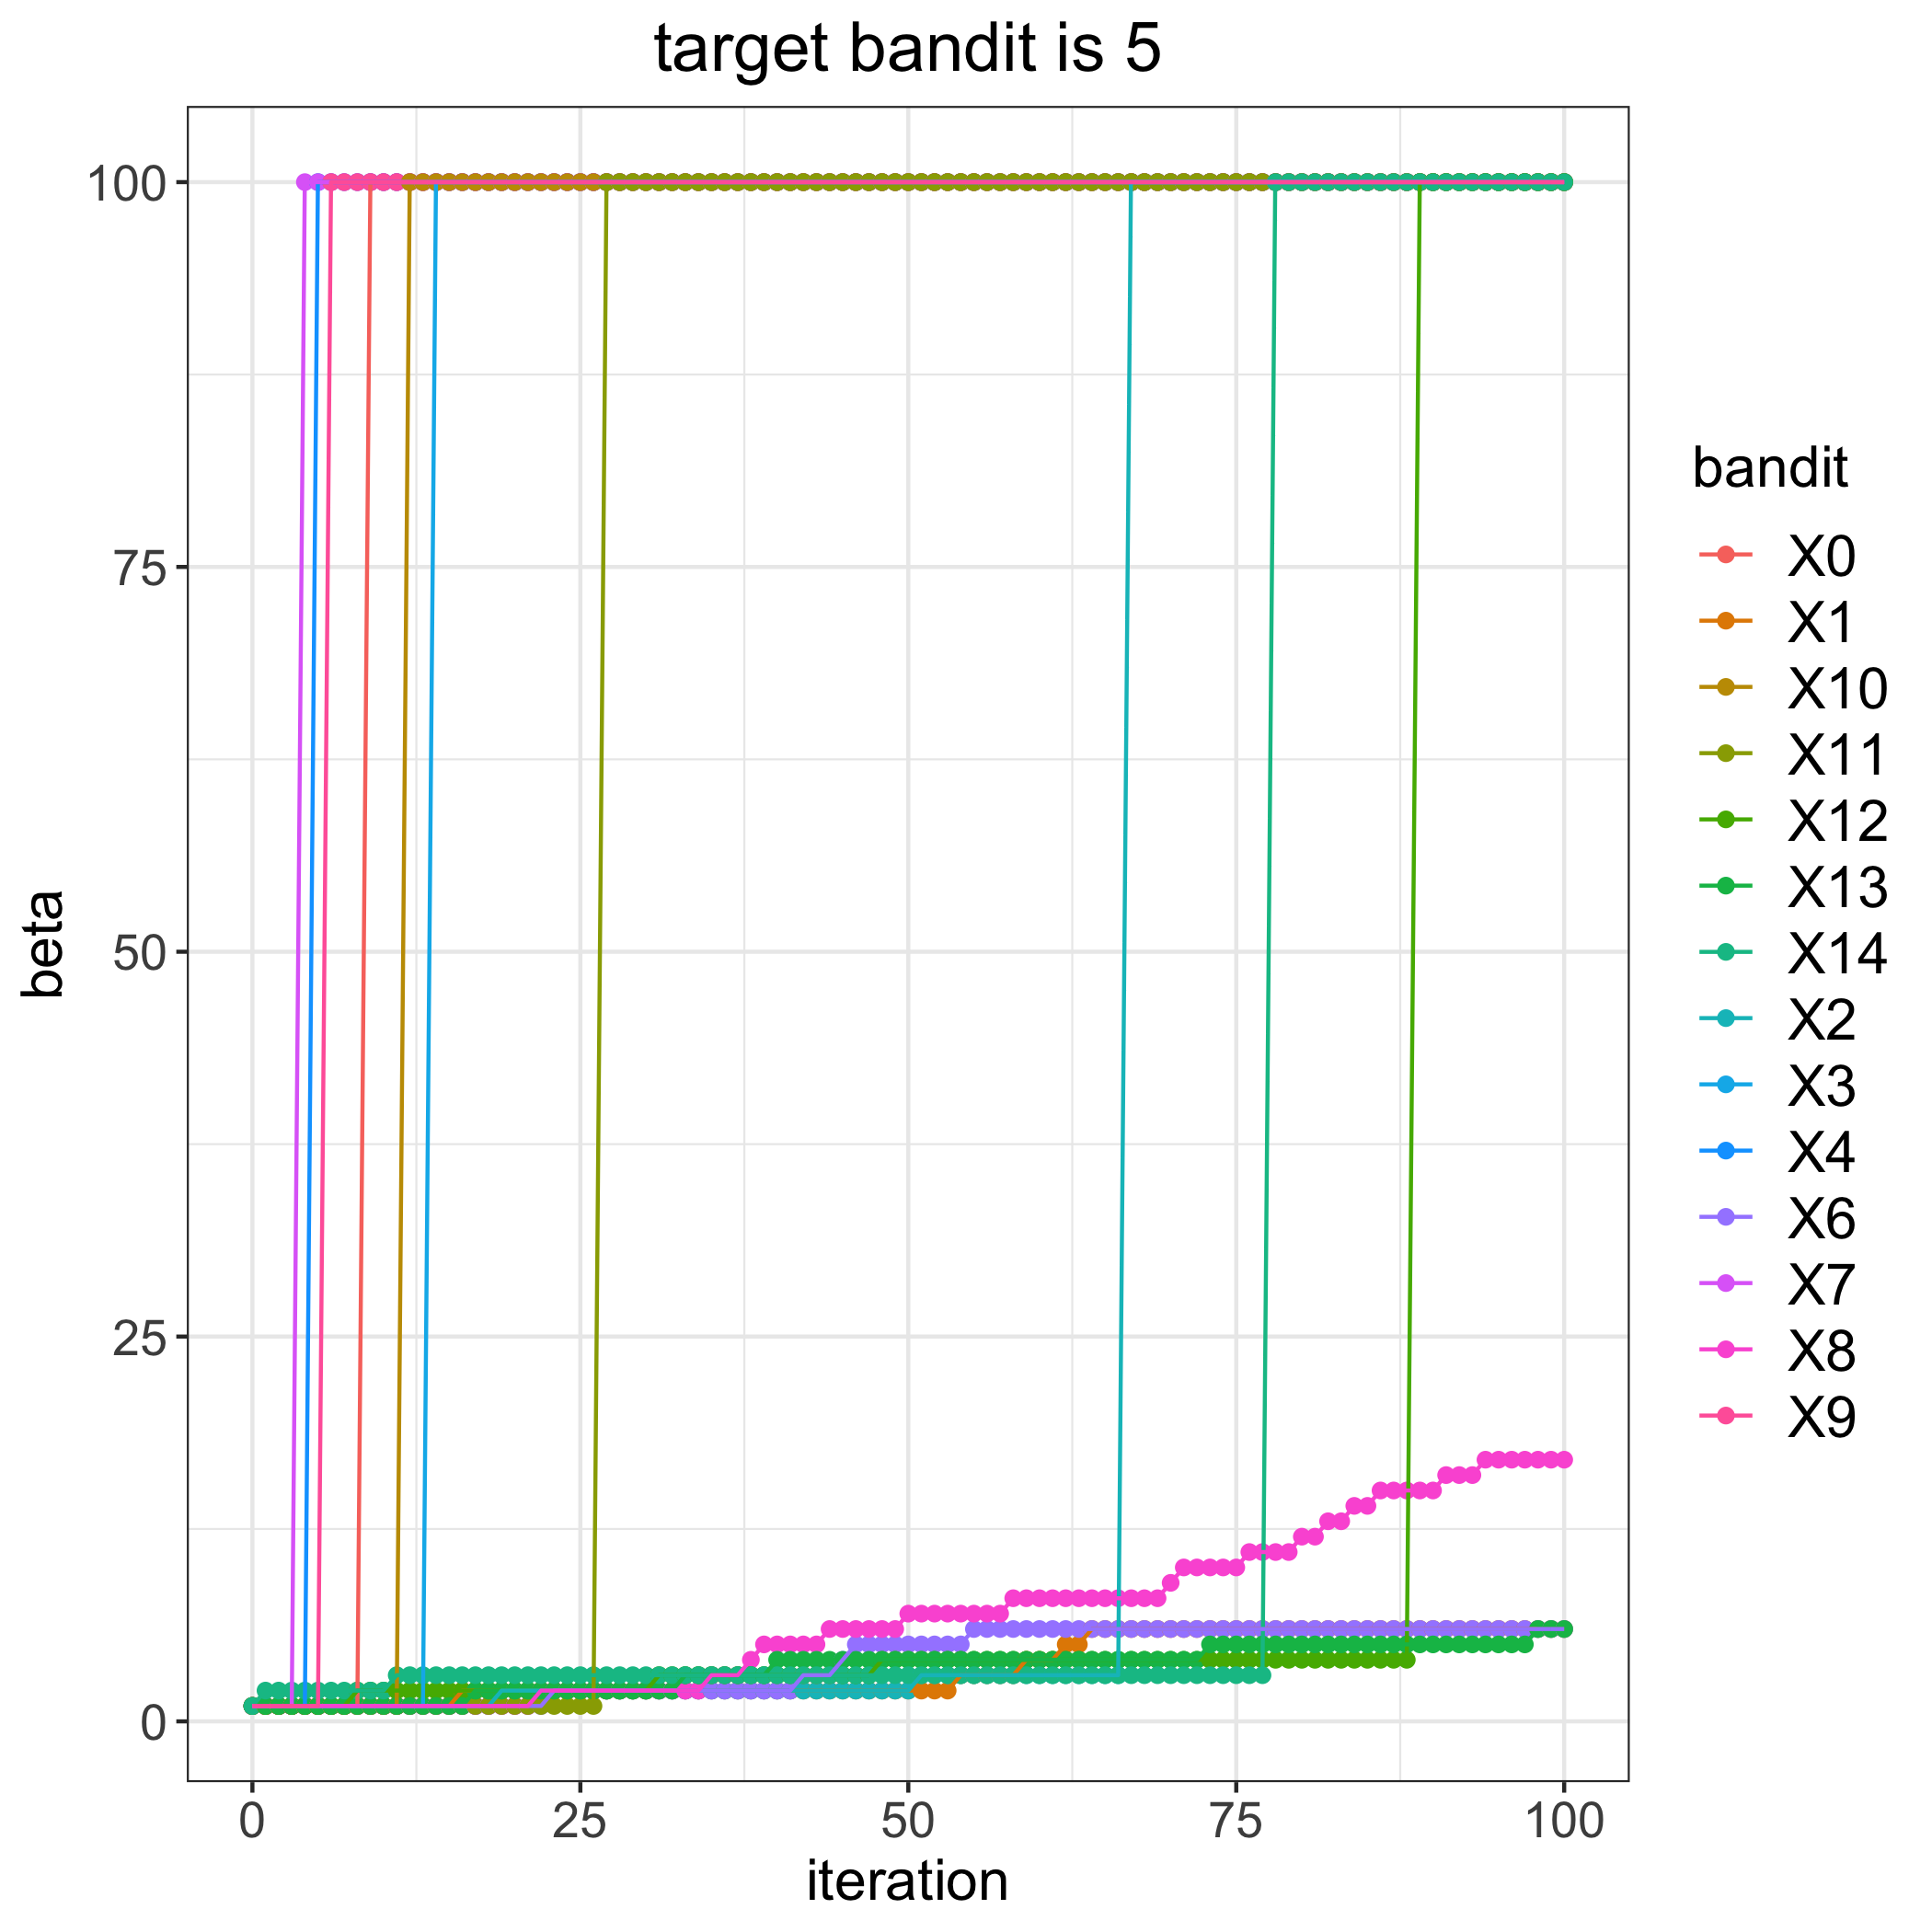 target bandit is 5
100
75
50
25
0
beta
0 25 50 75 100
iteration
bandit
X0
X1
X10
X11
X12
X13
X14
X2
X3
X4
X6
X7
X8
X9